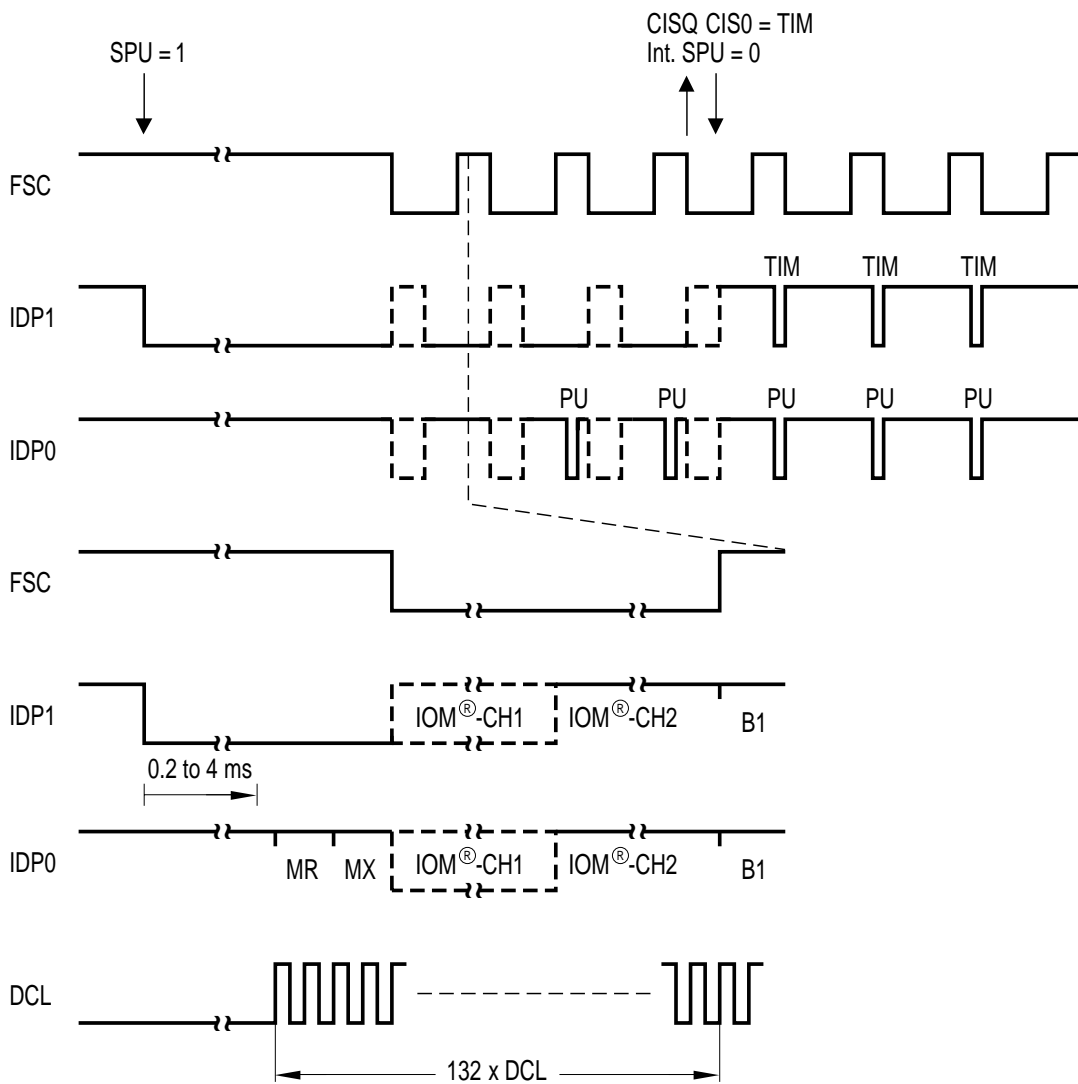 SPU = 1
CISQ CIS0 = TIM
Int. SPU = 0
FSC
TIM TIM TIM
IDP1
PU PU PU PU PU
IDP0
FSC
IDP1
IOM®-CH1 IOM®-CH2 B1
0.2 to 4 ms
IDP0
MR MX IOM®-CH1 IOM®-CH2 B1
DCL
132 x DCL